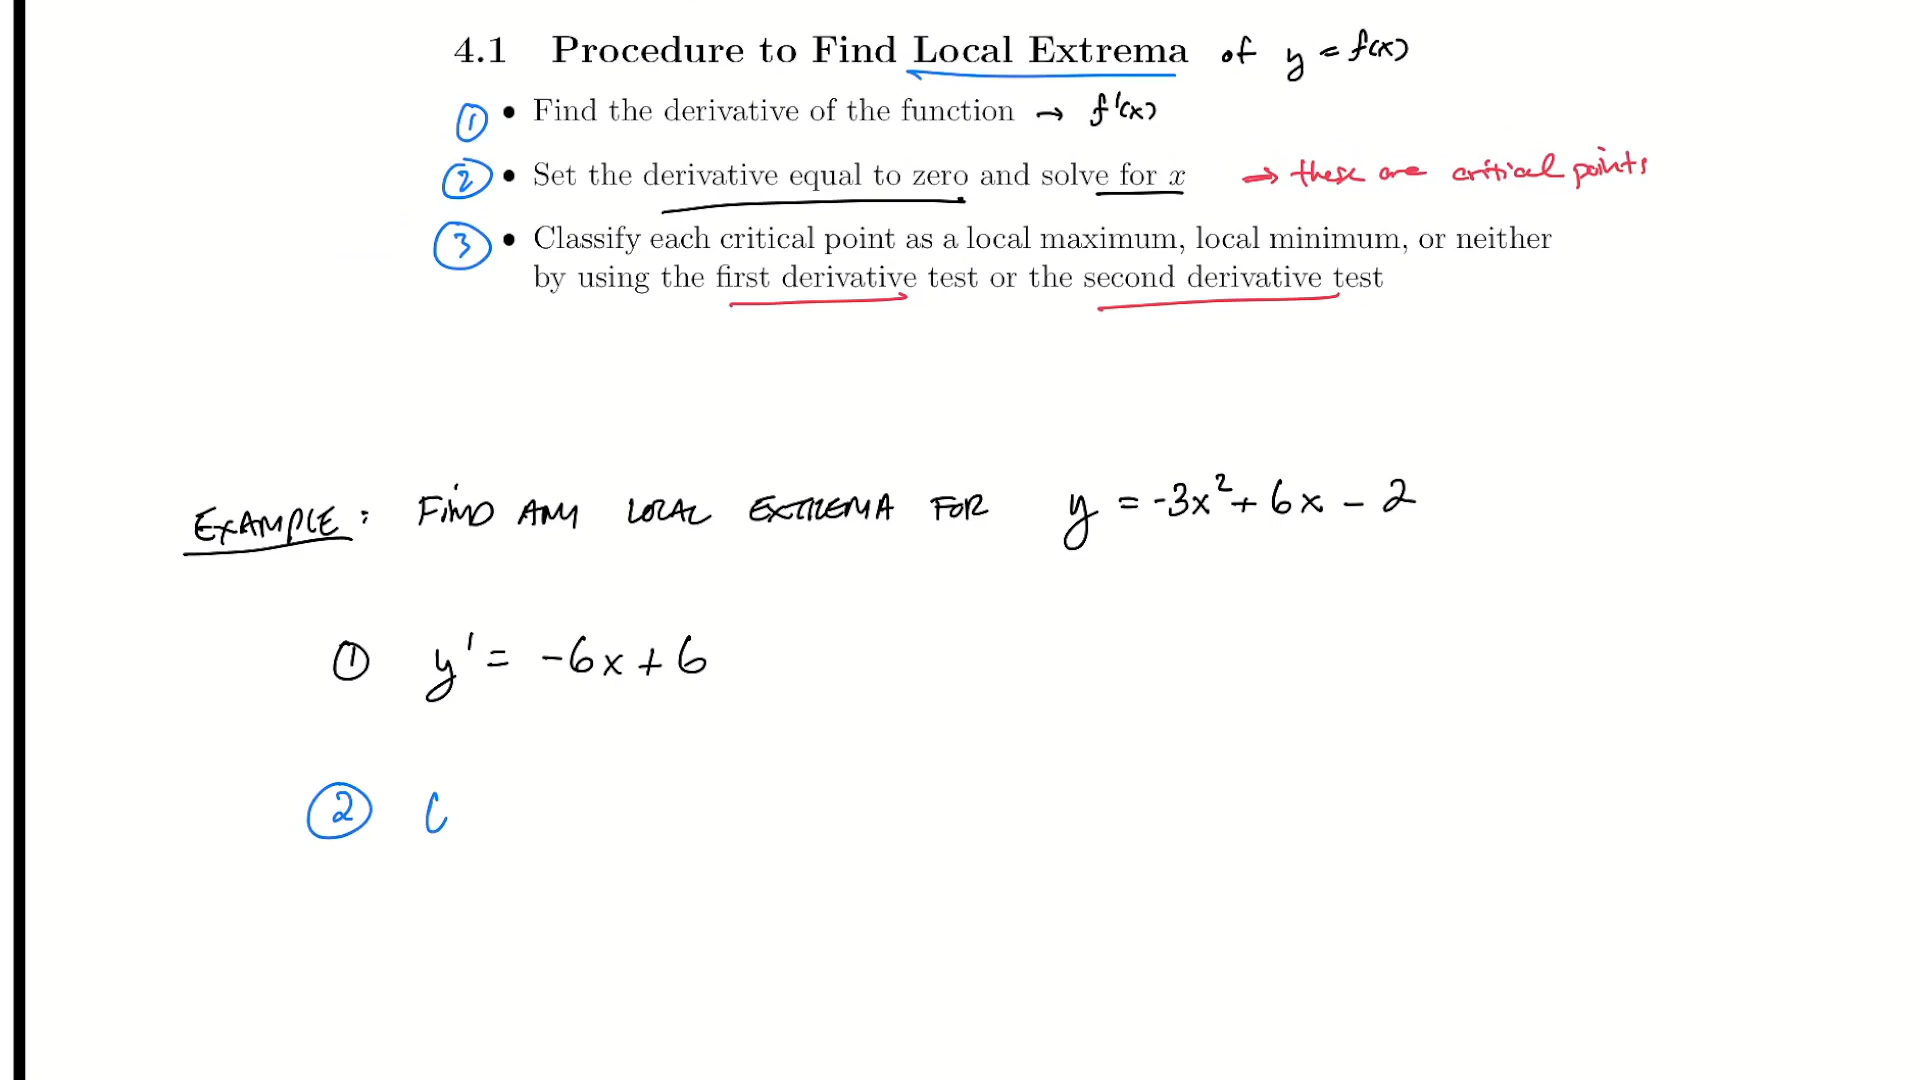 4.1 Procedure to Find Local Extrema of y = f(x)
① • Find the derivative of the function → f'(x)
② • Set the derivative equal to zero and solve for x ⇒ these are critical points
③ • Classify each critical point as a local maximum, local minimum, or neither
by using the first derivative test or the second derivative test
EXAMPLE: FIND ANY LOCAL EXTREMA FOR y = -3x² + 6x - 2
① y' = -6x + 6
②